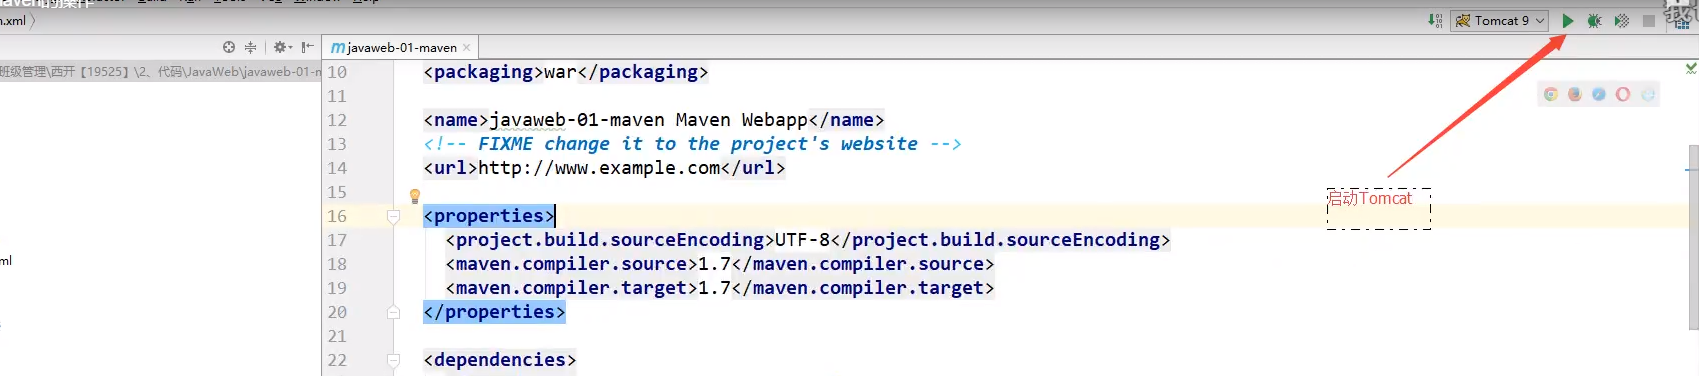 maven的操作
.xml
Tomcat 9
班级管理\西开【19525】\2、代码\JavaWeb\javaweb-01-m
javaweb-01-maven
10 <packaging>war</packaging>
11
12 <name>javaweb-01-maven Maven Webapp</name>
13 <!-- FIXME change it to the project's website -->
14 <url>http://www.example.com</url>
15
16 <properties>
17 <project.build.sourceEncoding>UTF-8</project.build.sourceEncoding>
18 <maven.compiler.source>1.7</maven.compiler.source>
19 <maven.compiler.target>1.7</maven.compiler.target>
20 </properties>
21
22 <dependencies>
启动Tomcat
ml